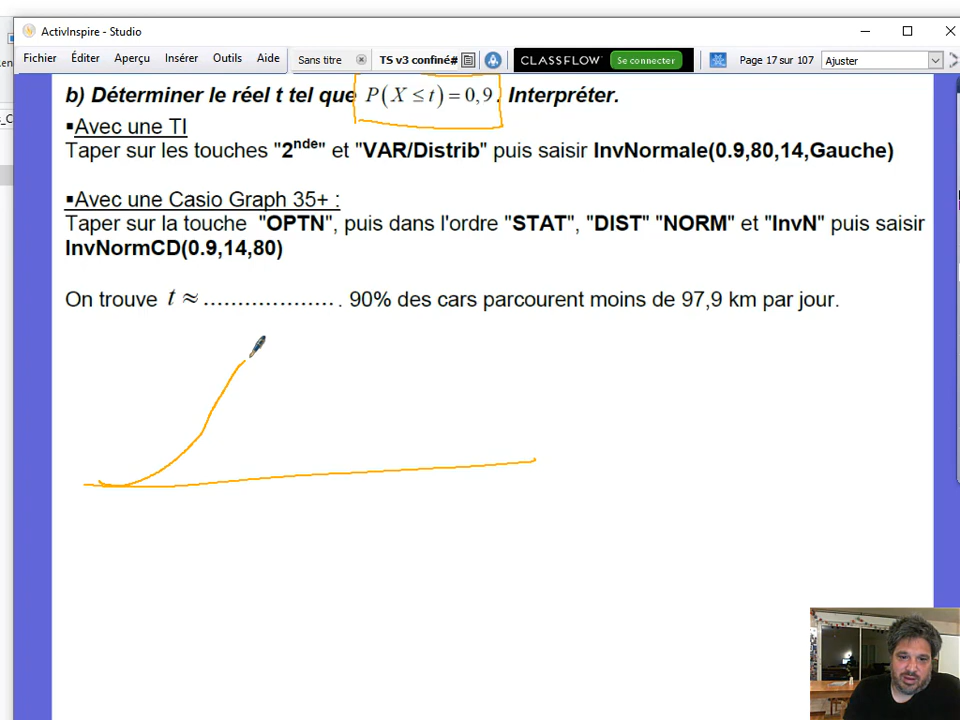 ActivInspire - Studio
Fichier Éditer Aperçu Insérer Outils Aide Sans titre TS v3 confiné# CLASSFLOW Se connecter Page 17 sur 107 Ajuster
b) Déterminer le réel t tel que P(X ≤ t) = 0,9. Interpréter.
▪Avec une TI
Taper sur les touches "2nde" et "VAR/Distrib" puis saisir InvNormale(0.9,80,14,Gauche)
▪Avec une Casio Graph 35+ :
Taper sur la touche "OPTN", puis dans l'ordre "STAT", "DIST" "NORM" et "InvN" puis saisir
InvNormCD(0.9,14,80)
On trouve t ≈ .................... . 90% des cars parcourent moins de 97,9 km par jour.